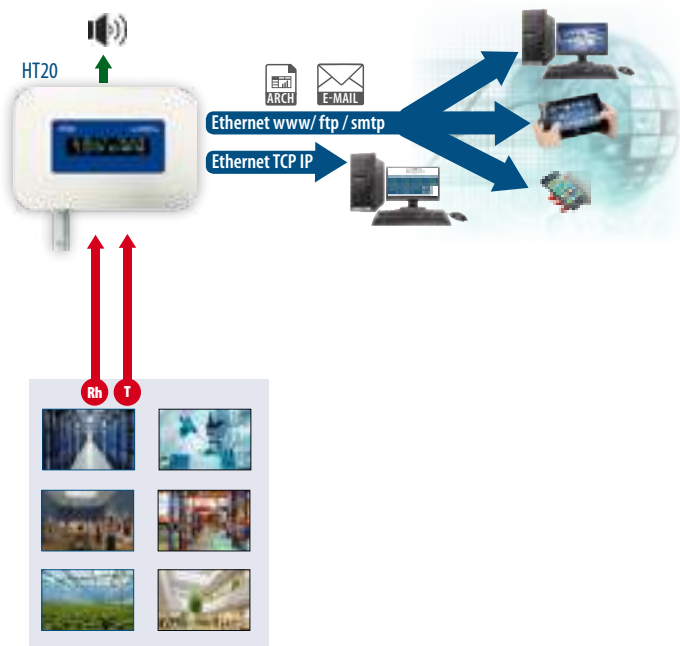 HT20
ARCH
E-MAIL
Ethernet www/ ftp / smtp
Ethernet TCP IP
Rh
T